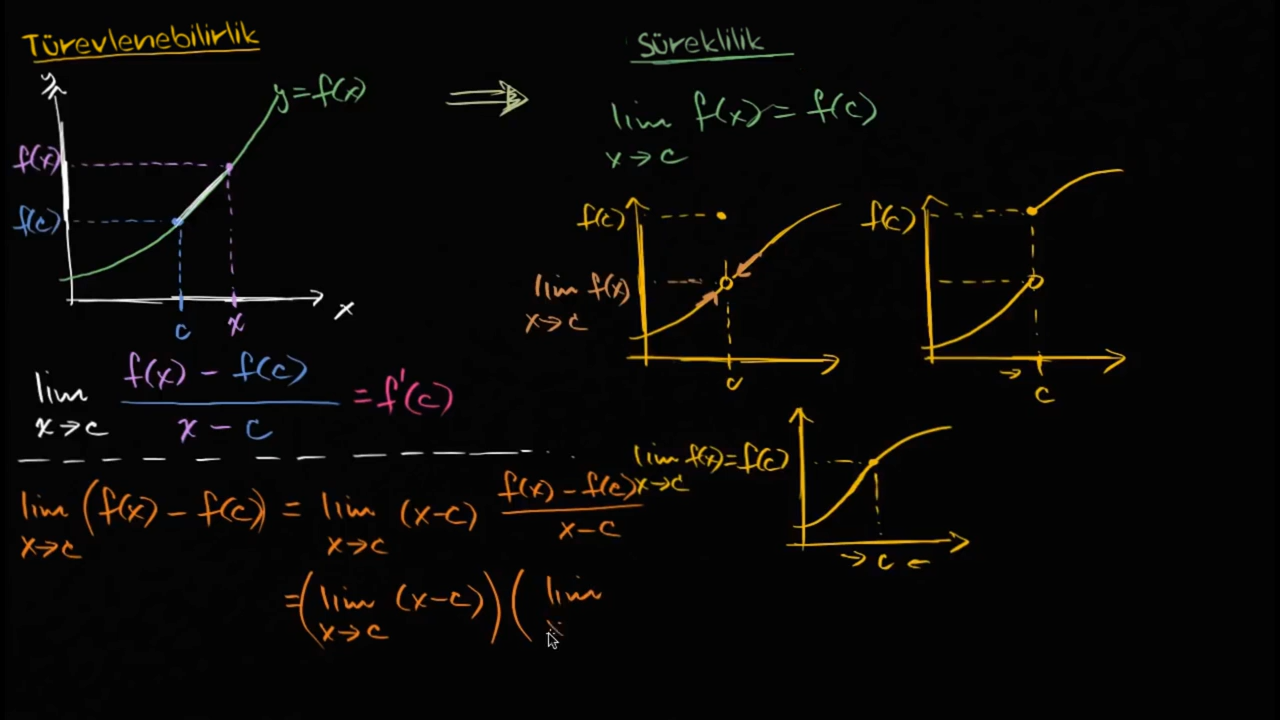 Türevlenebilirlik
y
y=f(x)
f(x)
f(c)
c
x
x
lim x→c f(x) - f(c) / x - c = f'(c)
lim x→c (f(x) - f(c)) = lim x→c (x-c) f(x) - f(c) / x-c
= (lim x→c (x-c)) ( lim
⇒
Süreklilik
lim x→c f(x) = f(c)
f(c)
lim x→c f(x)
c
f(c)
→ c
lim x→c f(x) = f(c)
→ c ←